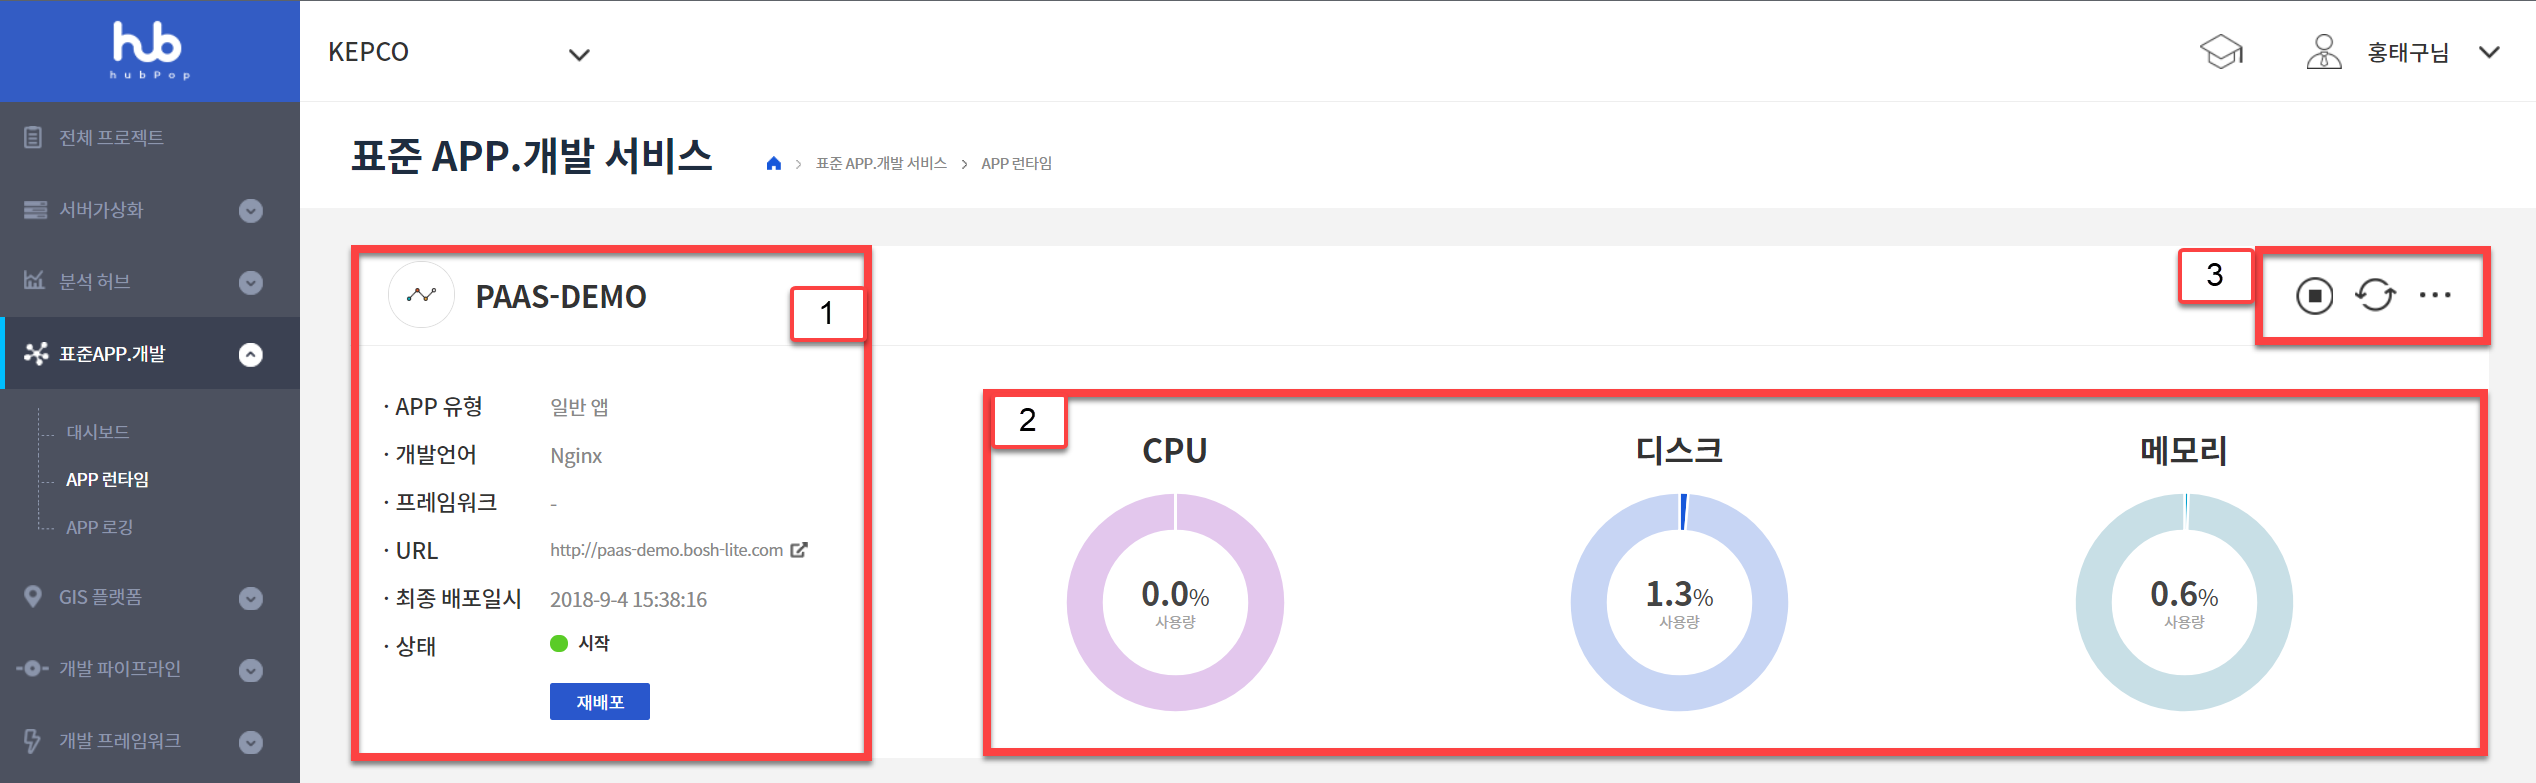 hub
hubPop
KEPCO
홍태구님
전체 프로젝트
서버가상화
분석 허브
표준APP.개발
대시보드
APP 런타임
APP 로깅
GIS 플랫폼
개발 파이프라인
개발 프레임워크
표준 APP.개발 서비스
표준 APP.개발 서비스 > APP 런타임
PAAS-DEMO
1
· APP 유형 일반 앱
· 개발언어 Nginx
· 프레임워크 -
· URL http://paas-demo.bosh-lite.com
· 최종 배포일시 2018-9-4 15:38:16
· 상태 시작
재배포
3
2
CPU
0.0%
사용량
디스크
1.3%
사용량
메모리
0.6%
사용량